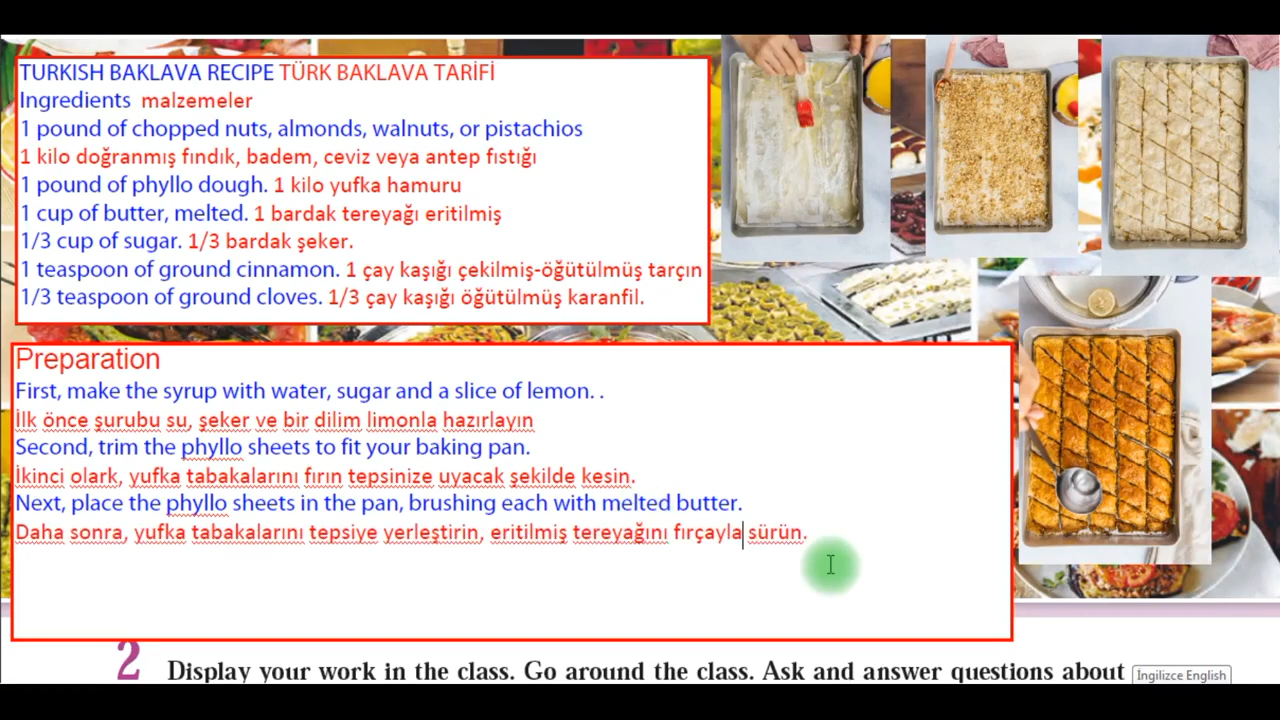 TURKISH BAKLAVA RECIPE TÜRK BAKLAVA TARİFİ
Ingredients malzemeler
1 pound of chopped nuts, almonds, walnuts, or pistachios
1 kilo doğranmış fındık, badem, ceviz veya antep fıstığı
1 pound of phyllo dough. 1 kilo yufka hamuru
1 cup of butter, melted. 1 bardak tereyağı eritilmiş
1/3 cup of sugar. 1/3 bardak şeker.
1 teaspoon of ground cinnamon. 1 çay kaşığı çekilmiş-öğütülmüş tarçın
1/3 teaspoon of ground cloves. 1/3 çay kaşığı öğütülmüş karanfil.
Preparation
First, make the syrup with water, sugar and a slice of lemon. .
İlk önce şurubu su, şeker ve bir dilim limonla hazırlayın
Second, trim the phyllo sheets to fit your baking pan.
İkinci olark, yufka tabakalarını fırın tepsinize uyacak şekilde kesin.
Next, place the phyllo sheets in the pan, brushing each with melted butter.
Daha sonra, yufka tabakalarını tepsiye yerleştirin, eritilmiş tereyağını fırçayla sürün.
2 Display your work in the class. Go around the class. Ask and answer questions about
İngilizce English